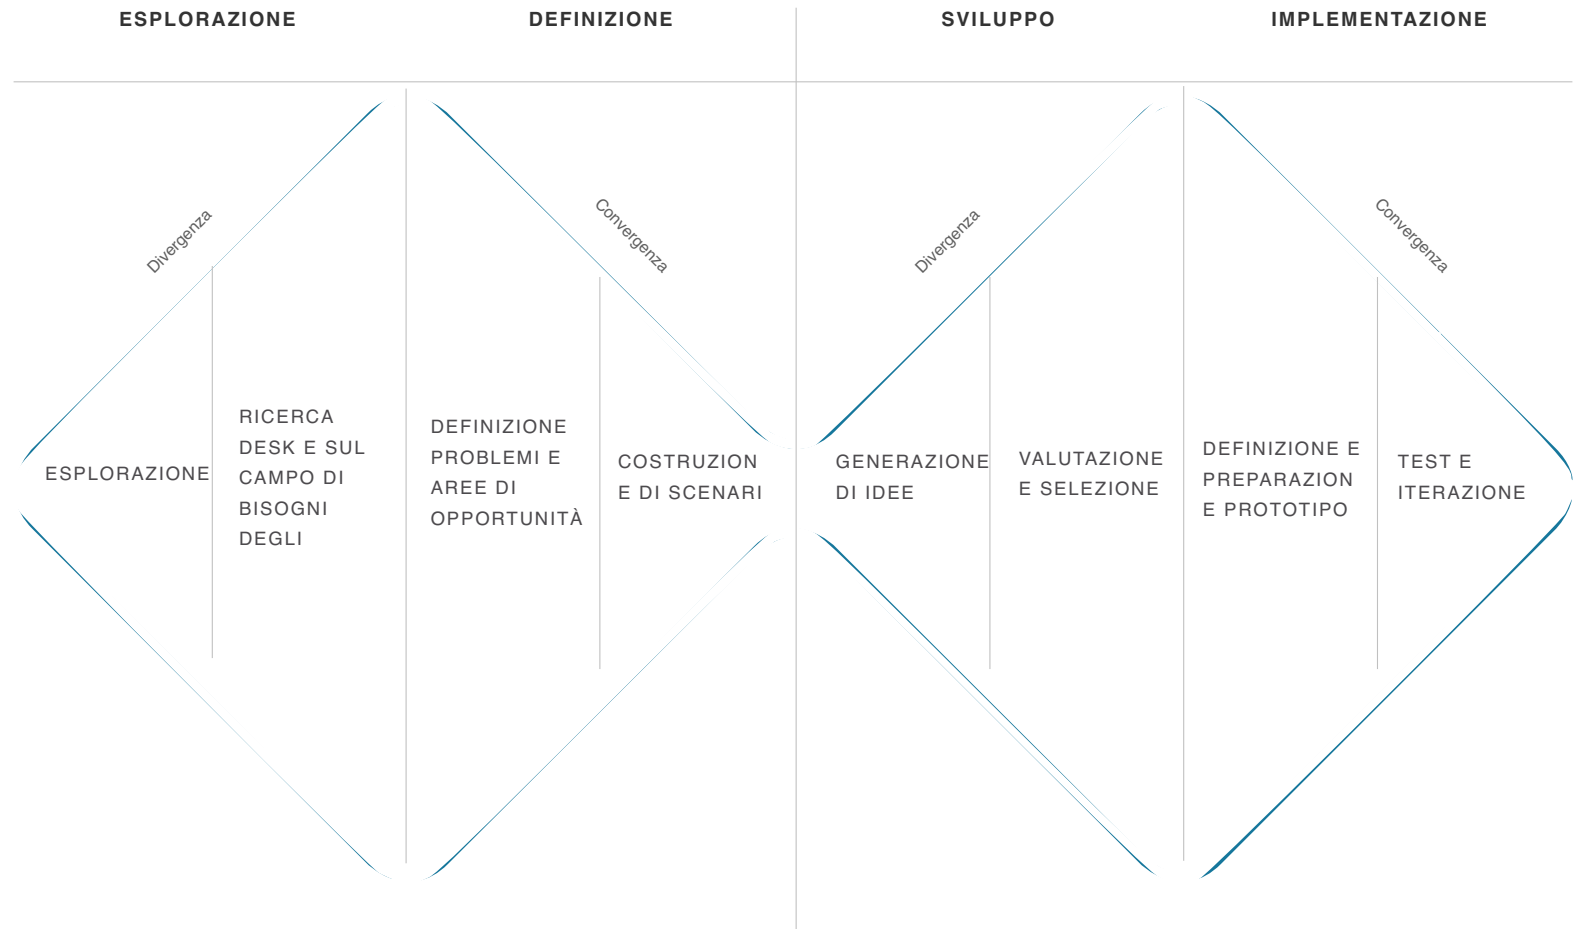 ESPLORAZIONE
DEFINIZIONE
SVILUPPO
IMPLEMENTAZIONE
Divergenza
Convergenza
Divergenza
Convergenza
ESPLORAZIONE
RICERCA
DESK E SUL
CAMPO DI
BISOGNI
DEGLI
DEFINIZIONE
PROBLEMI E
AREE DI
OPPORTUNITÀ
COSTRUZION
E DI SCENARI
GENERAZIONE
DI IDEE
VALUTAZIONE
E SELEZIONE
DEFINIZIONE E
PREPARAZION
E PROTOTIPO
TEST E
ITERAZIONE